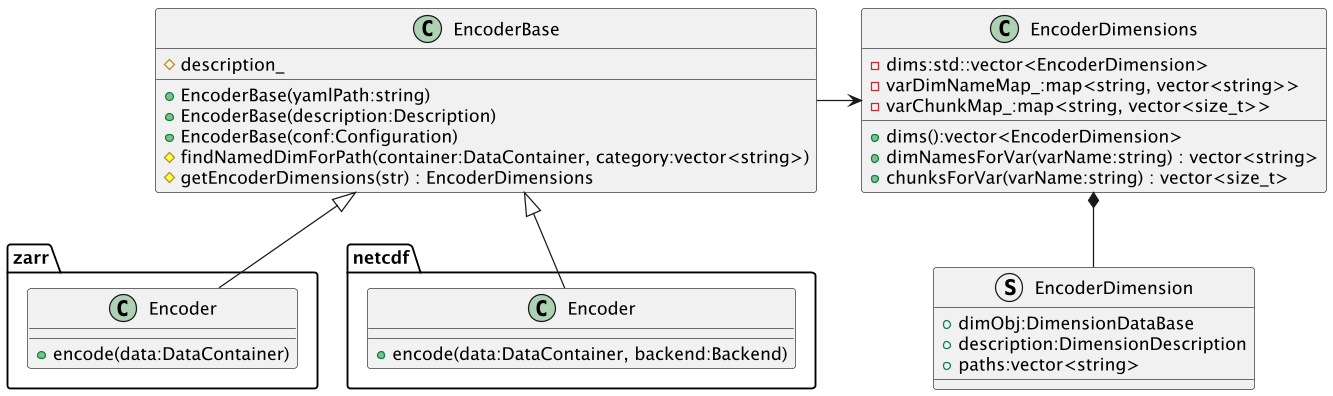 C EncoderBase
description_
EncoderBase(yamlPath:string)
EncoderBase(description:Description)
EncoderBase(conf:Configuration)
findNamedDimForPath(container:DataContainer, category:vector<string>)
getEncoderDimensions(str) : EncoderDimensions
C EncoderDimensions
dims:std::vector<EncoderDimension>
varDimNameMap_:map<string, vector<string>>
varChunkMap_:map<string, vector<size_t>>
dims():vector<EncoderDimension>
dimNamesForVar(varName:string) : vector<string>
chunksForVar(varName:string) : vector<size_t>
zarr
C Encoder
encode(data:DataContainer)
netcdf
C Encoder
encode(data:DataContainer, backend:Backend)
S EncoderDimension
dimObj:DimensionDataBase
description:DimensionDescription
paths:vector<string>